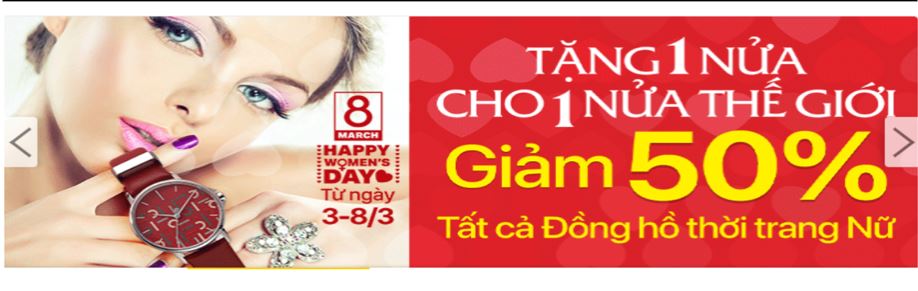 8
MARCH
HAPPY
WOMEN'S
DAY
Từ ngày
3-8/3
TẶNG 1 NỬA
CHO 1 NỬA THẾ GIỚI
Giảm 50%
Tất cả Đồng hồ thời trang Nữ